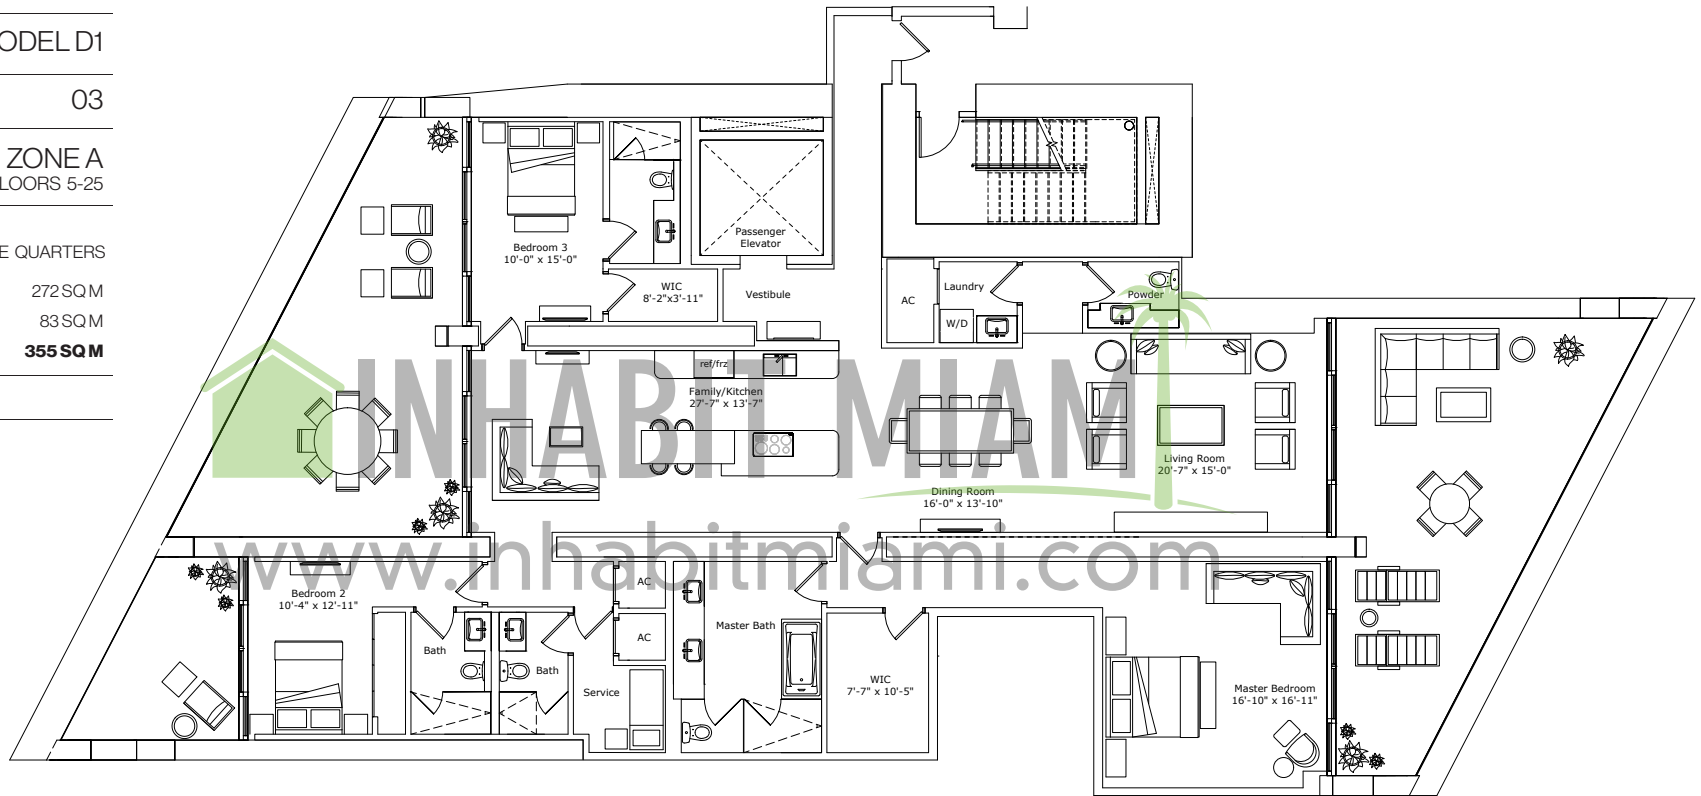 ODEL D1
03
ZONE A
LOORS 5-25
E QUARTERS
272 SQ M
83 SQ M
355 SQ M
Bedroom 3
10'-0" x 15'-0"
WIC
8'-2"x3'-11"
Passenger
Elevator
Vestibule
AC
Laundry
W/D
Powder
ref/frz
Family/Kitchen
27'-7" x 13'-7"
Dining Room
16'-0" x 13'-10"
Living Room
20'-7" x 15'-0"
INHABIT MIAMI
www.inhabitmiami.com
Bedroom 2
10'-4" x 12'-11"
Bath
Bath
AC
AC
Service
Master Bath
WIC
7'-7" x 10'-5"
Master Bedroom
16'-10" x 16'-11"